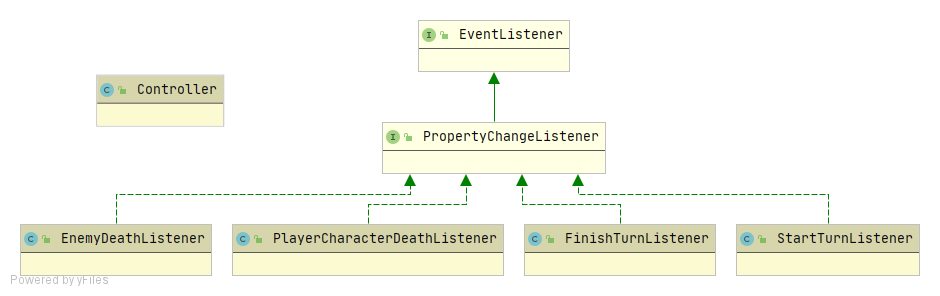 I EventListener
C Controller
I PropertyChangeListener
C EnemyDeathListener
C PlayerCharacterDeathListener
C FinishTurnListener
C StartTurnListener
Powered by yFiles